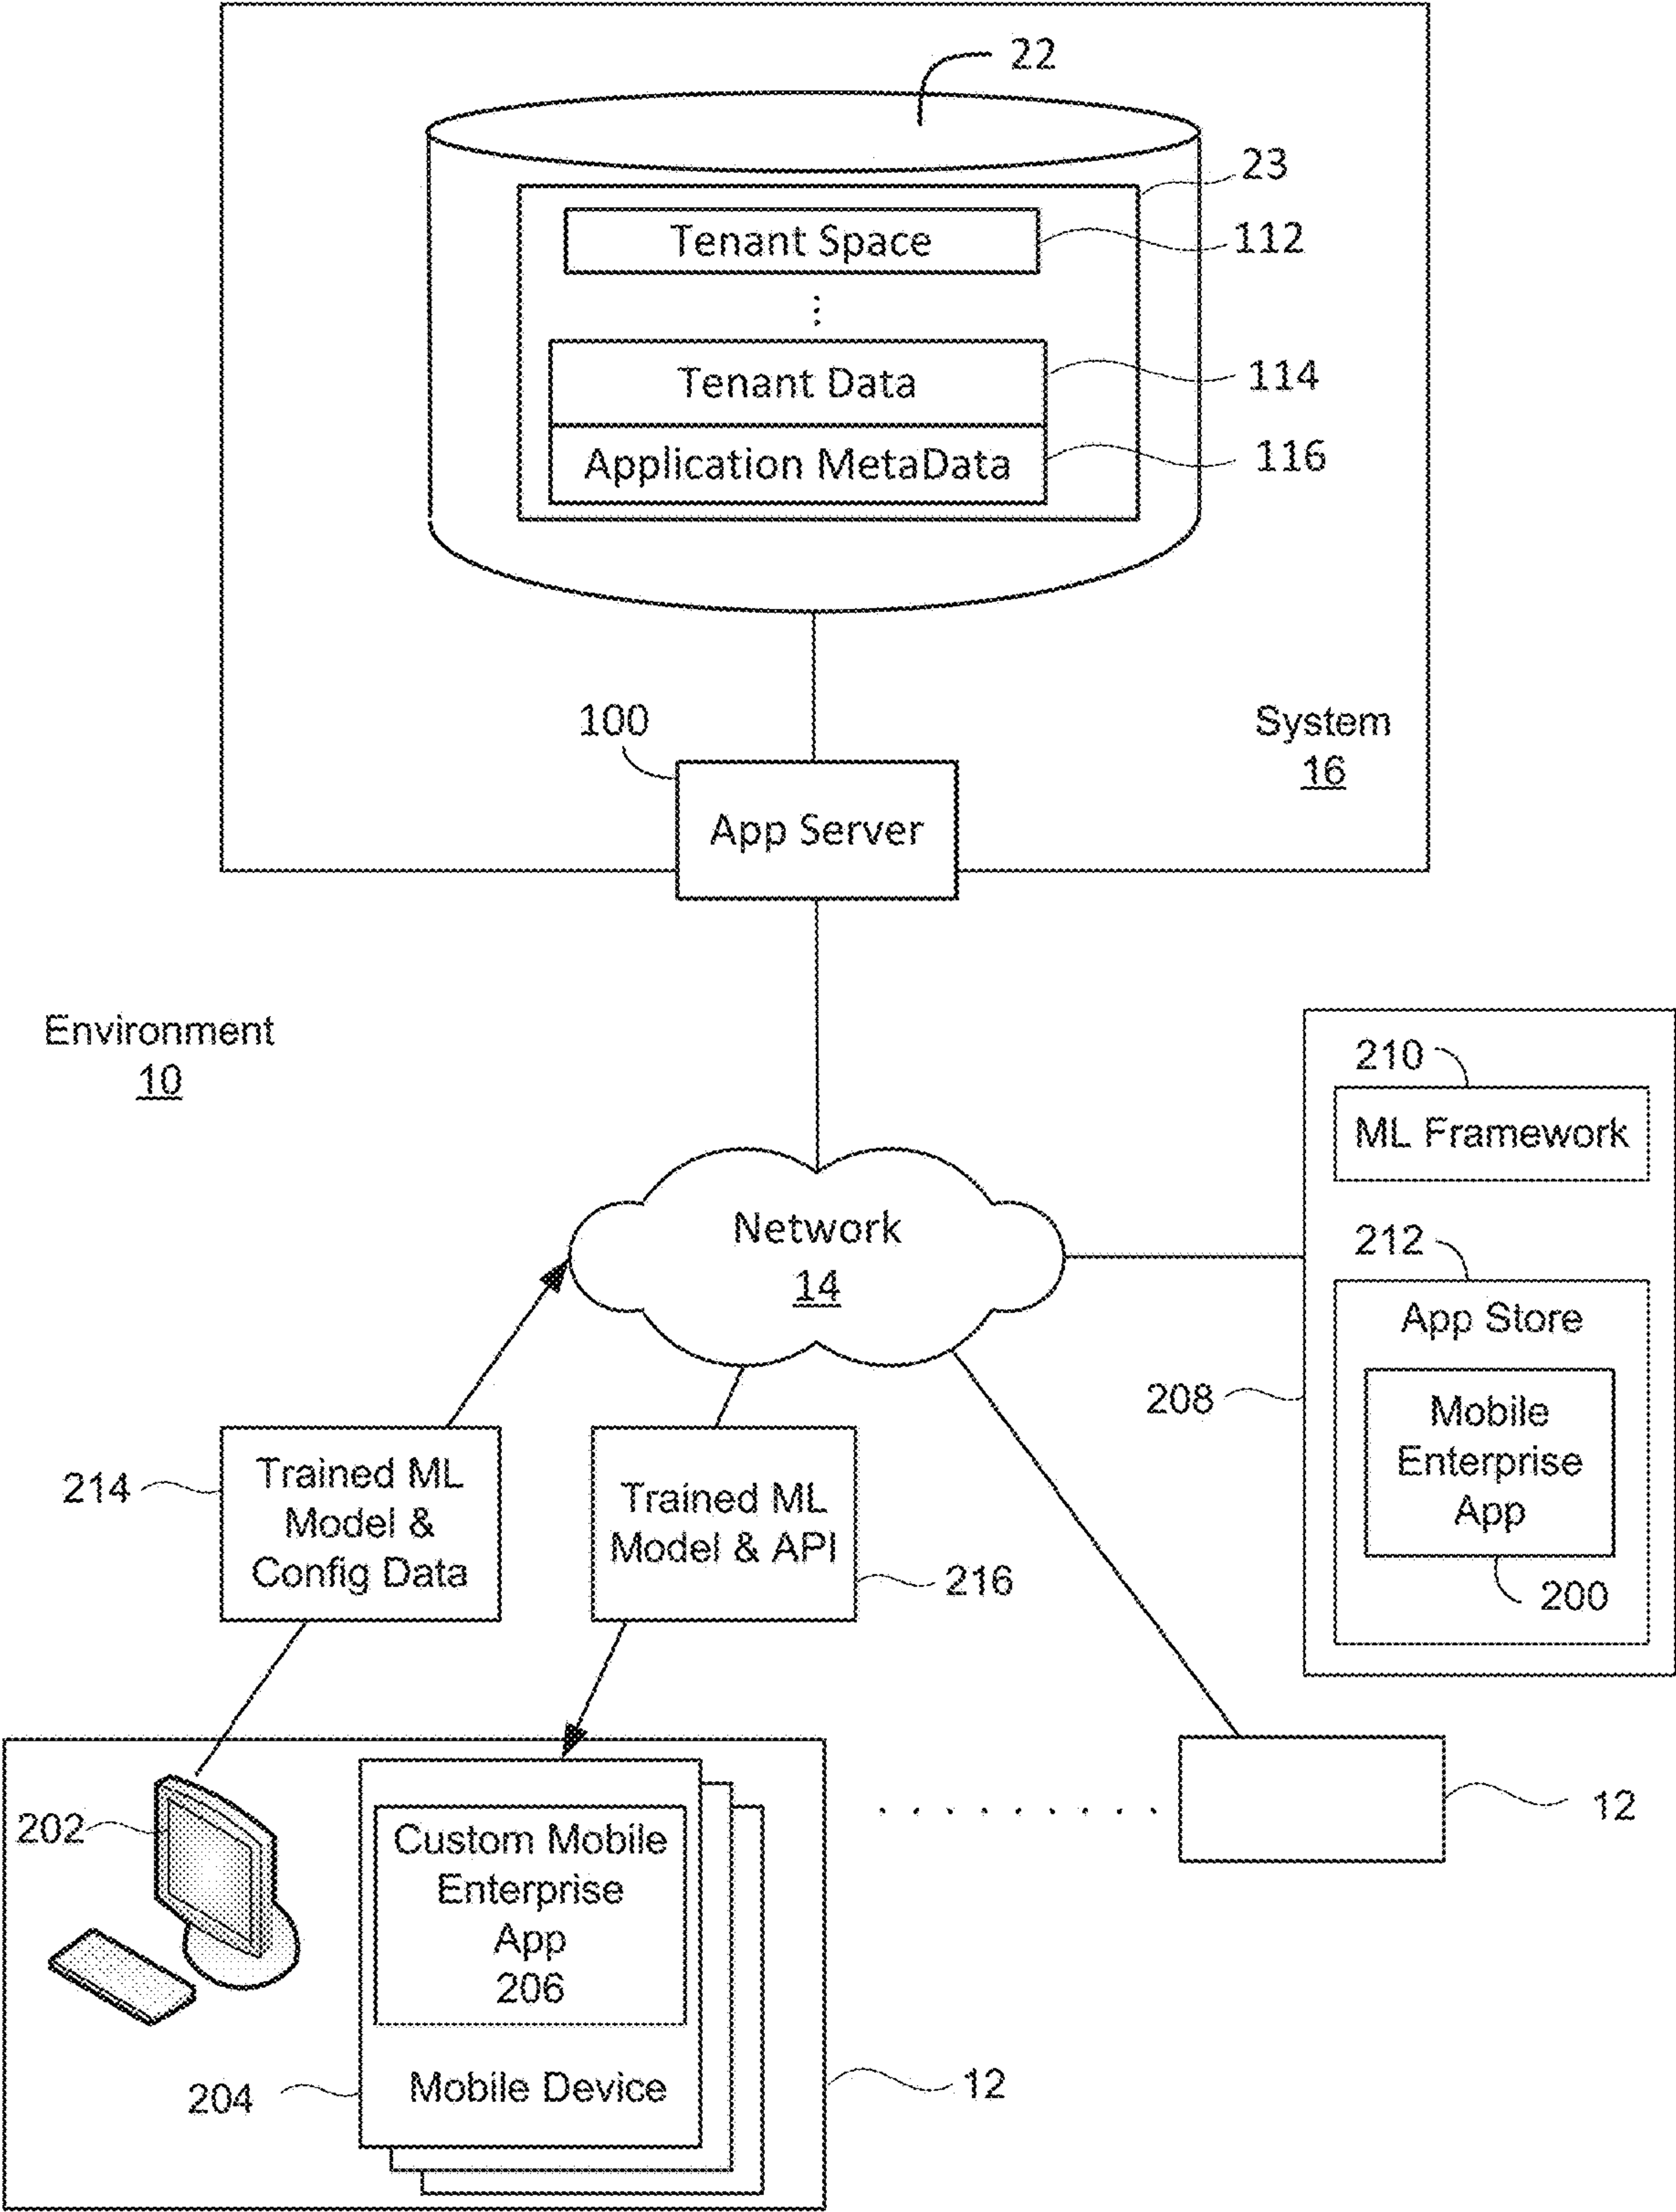 22
23
Tenant Space
112
⋮
Tenant Data
114
Application MetaData
116
100
System
16
App Server
Environment
10
210
ML Framework
Network
14
212
App Store
208
Mobile
Enterprise
App
200
214
Trained ML
Model &
Config Data
Trained ML
Model & API
216
202
Custom Mobile
Enterprise
App
206
12
204
Mobile Device
12